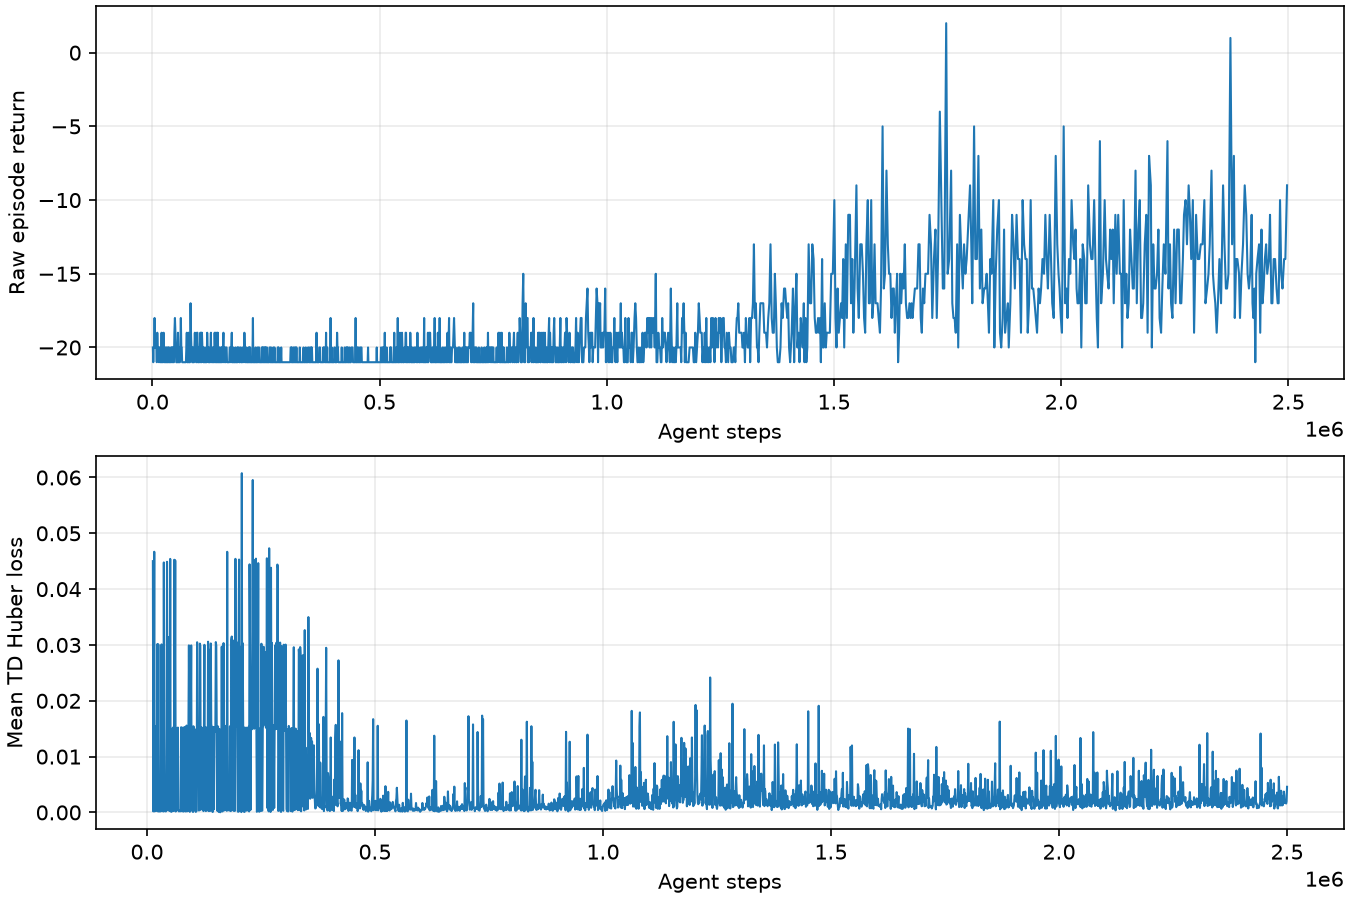 Raw episode return
0
−5
−10
−15
−20
0.0 0.5 1.0 1.5 2.0 2.5
1e6
Agent steps
Mean TD Huber loss
0.06
0.05
0.04
0.03
0.02
0.01
0.00
0.0 0.5 1.0 1.5 2.0 2.5
1e6
Agent steps